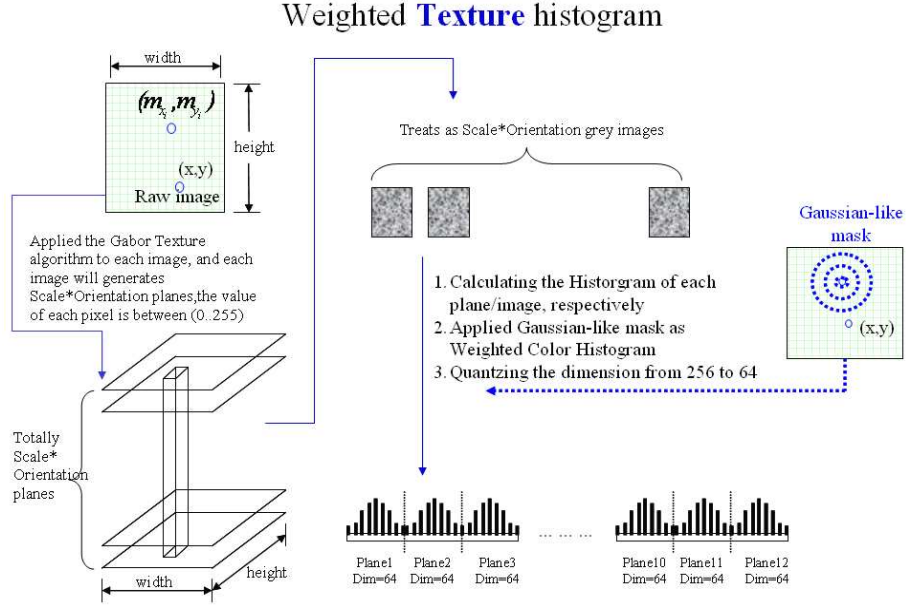 Weighted Texture histogram
width
(m_{x_i},m_{y_i})
height
(x,y)
Raw image
Applied the Gabor Texture
algorithm to each image, and each
image will generates
Scale*Orientation planes,the value
of each pixel is between (0..255)
Totally
Scale*
Orientation
planes
width
height
Treats as Scale*Orientation grey images
1. Calculating the Historgram of each
plane/image, respectively
2. Applied Gaussian-like mask as
Weighted Color Histogram
3. Quantzing the dimension from 256 to 64
Gaussian-like
mask
(x,y)
... ... ...
Plane1 Plane2 Plane3 Plane10 Plane11 Plane12
Dim=64 Dim=64 Dim=64 Dim=64 Dim=64 Dim=64